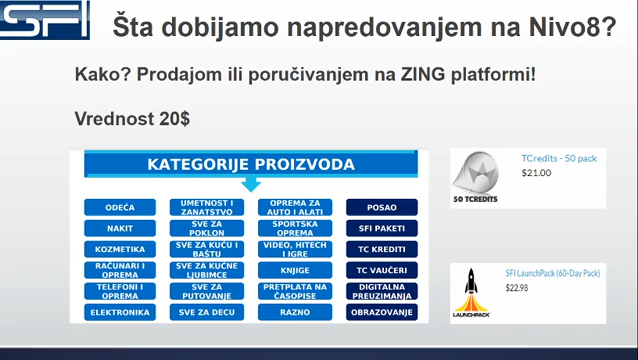 SFI
Šta dobijamo napredovanjem na Nivo8?
Kako? Prodajom ili poručivanjem na ZING platformi!
Vrednost 20$
KATEGORIJE PROIZVODA
ODEĆA
UMETNOST I
ZANATSTVO
OPREMA ZA
AUTO I ALATI
POSAO
NAKIT
SVE ZA
POKLON
SPORTSKA
OPREMA
SFI PAKETI
KOZMETIKA
SVE ZA KUĆU I
BAŠTU
VIDEO, HITECH
I IGRE
TC KREDITI
RAČUNARI I
OPREMA
SVE ZA KUĆNE
LJUBIMCE
KNJIGE
TC VAUČERI
TELEFONI I
OPREMA
SVE ZA
PUTOVANJE
PRETPLATA NA
ČASOPISE
DIGITALNA
PREUZIMANJA
ELEKTRONIKA
SVE ZA DECU
RAZNO
OBRAZOVANJE
50 TCREDITS
TCredits - 50 pack
$21.00
LAUNCHPACK
SFI LaunchPack (60-Day Pack)
$22.98